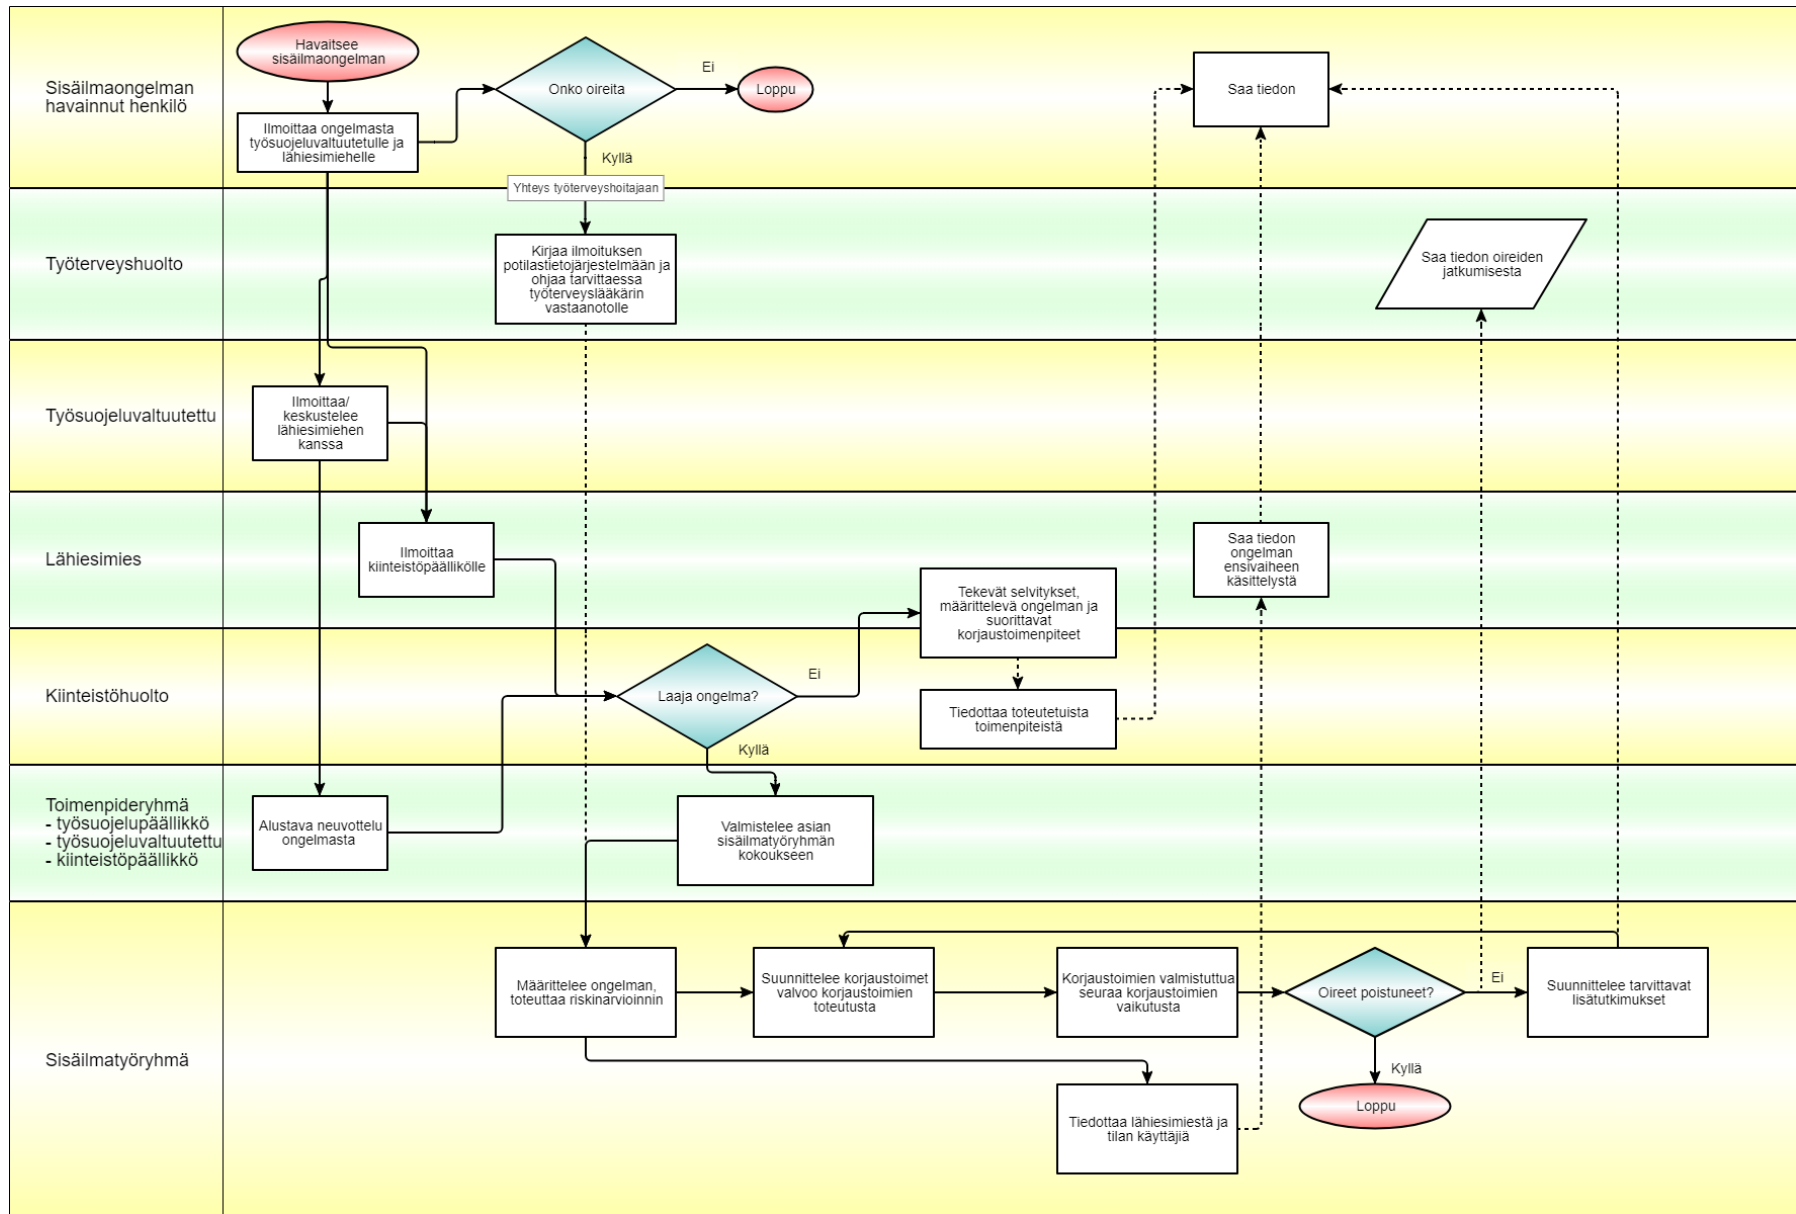 Sisäilmaongelman
havainnut henkilö
Havaitsee
sisäilmaongelman
Ilmoittaa ongelmasta
työsuojeluvaltuutetulle ja
lähiesimiehelle
Onko oireita
Ei
Loppu
Kyllä
Yhteys työterveyshoitajaan
Saa tiedon
Työterveyshuolto
Kirjaa ilmoituksen
potilastietojärjestelmään ja
ohjaa tarvittaessa
työterveyslääkärin
vastaanotolle
Saa tiedon oireiden
jatkumisesta
Työsuojeluvaltuutettu
Ilmoittaa/
keskustelee
lähiesimiehen
kanssa
Lähiesimies
Ilmoittaa
kiinteistöpäällikölle
Tekevät selvitykset,
määrittelevä ongelman ja
suorittavat
korjaustoimenpiteet
Saa tiedon
ongelman
ensivaiheen
käsittelystä
Kiinteistöhuolto
Laaja ongelma?
Ei
Kyllä
Tiedottaa toteutetuista
toimenpiteistä
Toimenpideryhmä
- työsuojelupäällikkö
- työsuojeluvaltuutettu
- kiinteistöpäällikkö
Alustava neuvottelu
ongelmasta
Valmistelee asian
sisäilmatyöryhmän
kokoukseen
Sisäilmatyöryhmä
Määrittelee ongelman,
toteuttaa riskinarvioinnin
Suunnittelee korjaustoimet
valvoo korjaustoimien
toteutusta
Korjaustoimien valmistuttua
seuraa korjaustoimien
vaikutusta
Oireet poistuneet?
Ei
Suunnittelee tarvittavat
lisätutkimukset
Kyllä
Loppu
Tiedottaa lähiesimiestä ja
tilan käyttäjiä